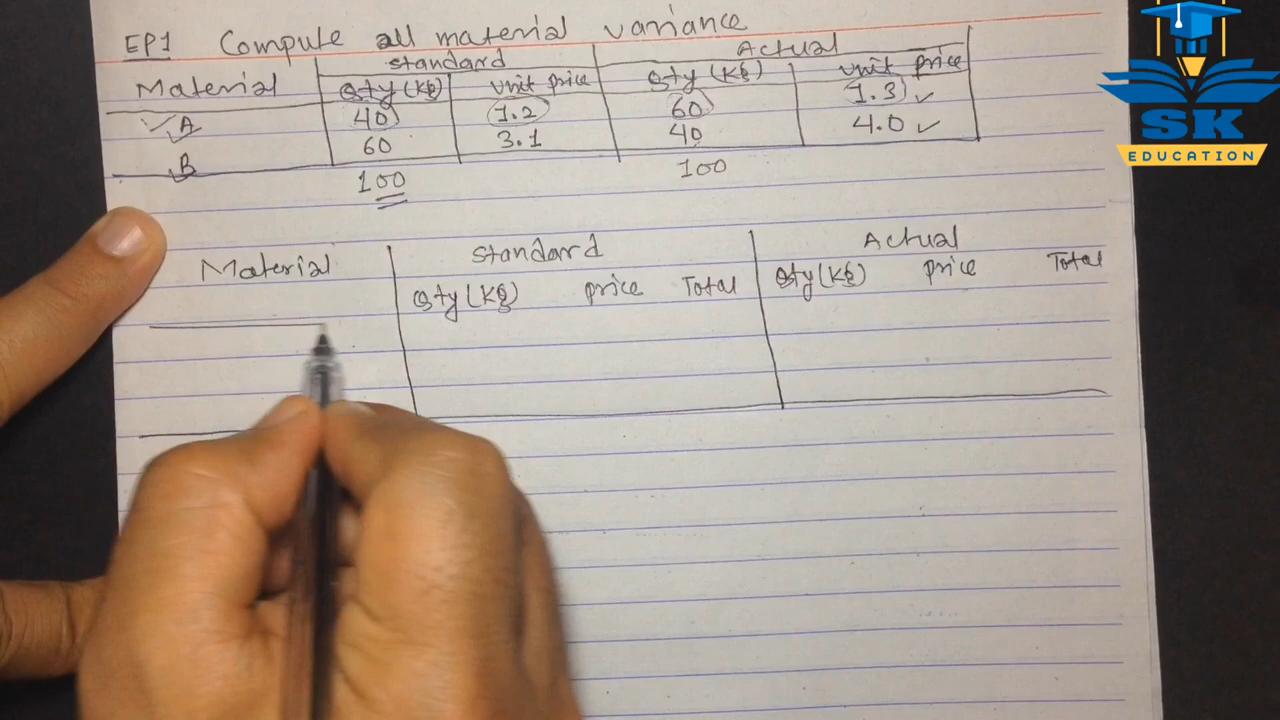 EP1 Compute all material variance
Material Standard Actual
Qty (Kg) unit price Qty (Kg) unit price
A 40 1.2 60 1.3
B 60 3.1 40 4.0
100 100
Material Standard Actual
Qty (Kg) price Total Qty (Kg) price Total
SK
EDUCATION